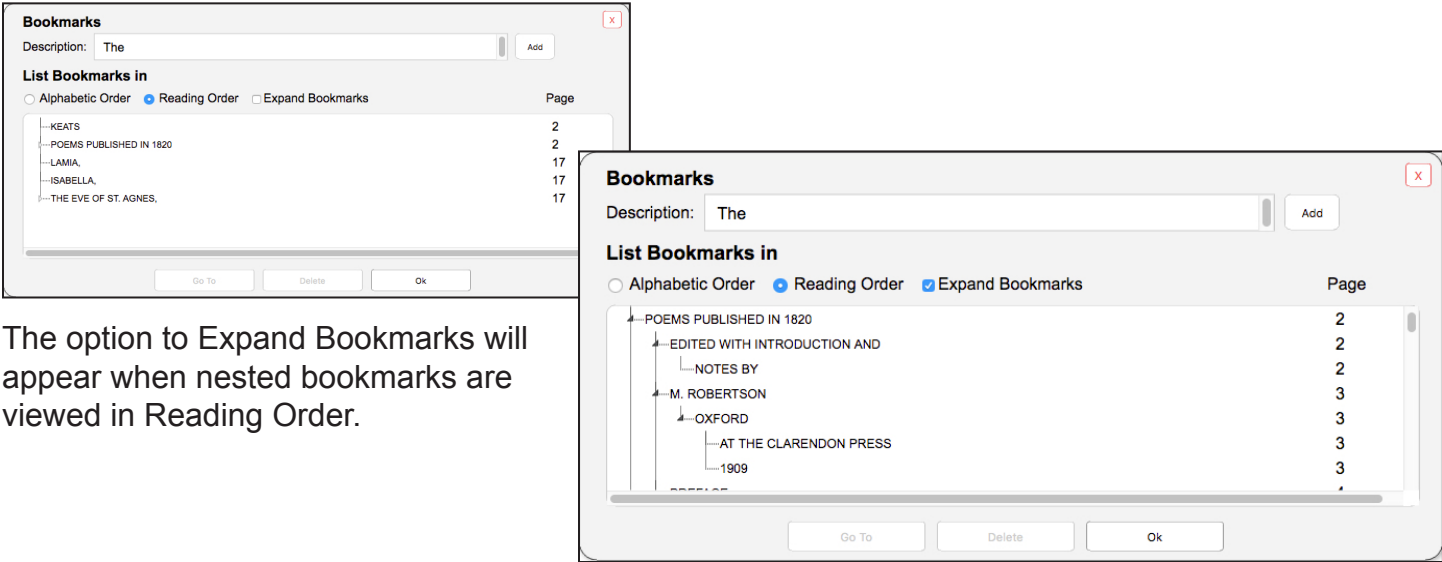 Bookmarks
X
Description: The
Add
List Bookmarks in
Alphabetic Order Reading Order Expand Bookmarks Page
KEATS 2
POEMS PUBLISHED IN 1820 2
LAMIA, 17
ISABELLA, 17
THE EVE OF ST. AGNES, 17
Go To Delete Ok
The option to Expand Bookmarks will
appear when nested bookmarks are
viewed in Reading Order.
Bookmarks
X
Description: The
Add
List Bookmarks in
Alphabetic Order Reading Order Expand Bookmarks Page
POEMS PUBLISHED IN 1820 2
EDITED WITH INTRODUCTION AND 2
NOTES BY 2
M. ROBERTSON 3
OXFORD 3
AT THE CLARENDON PRESS 3
1909 3
Go To Delete Ok